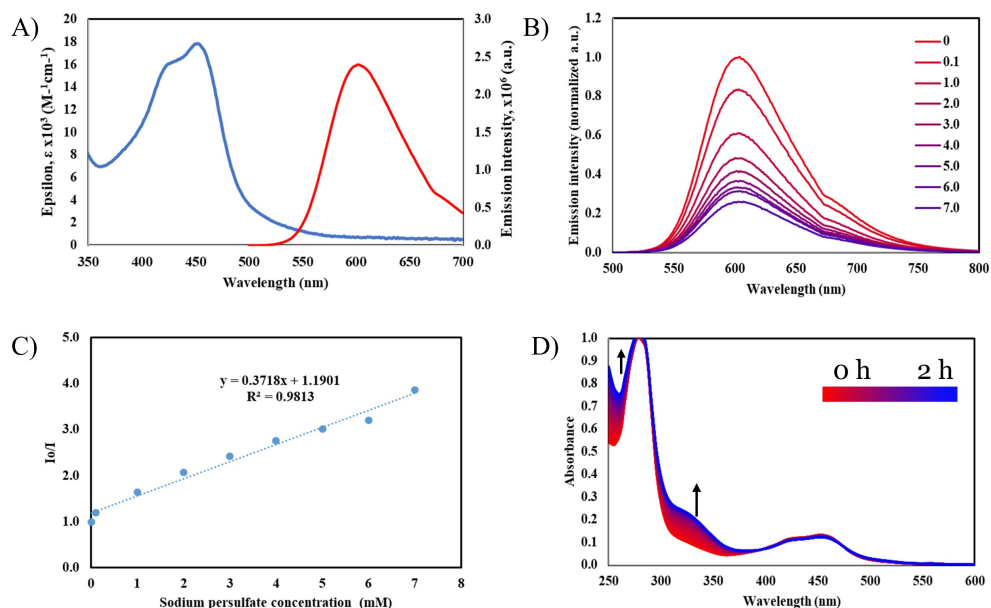 A)
Epsilon, ε x10³ (M⁻¹cm⁻¹)
20
18
16
14
12
10
8
6
4
2
0
3.0
2.5
2.0
1.5
1.0
0.5
0.0
Emission intensity, x10⁶ (a.u.)
350 400 450 500 550 600 650 700
Wavelength (nm)
B)
Emission intensity (normalized a.u.)
1.2
1.0
0.8
0.6
0.4
0.2
0.0
0
0.1
1.0
2.0
3.0
4.0
5.0
6.0
7.0
500 550 600 650 700 750 800
Wavelength (nm)
C)
Io/I
5.0
4.0
3.0
2.0
1.0
0.0
y = 0.3718x + 1.1901
R² = 0.9813
0 1 2 3 4 5 6 7 8
Sodium persulfate concentration (mM)
D)
Absorbance
1.0
0.9
0.8
0.7
0.6
0.5
0.4
0.3
0.2
0.1
0.0
0 h 2 h
250 300 350 400 450 500 550 600
Wavelength (nm)